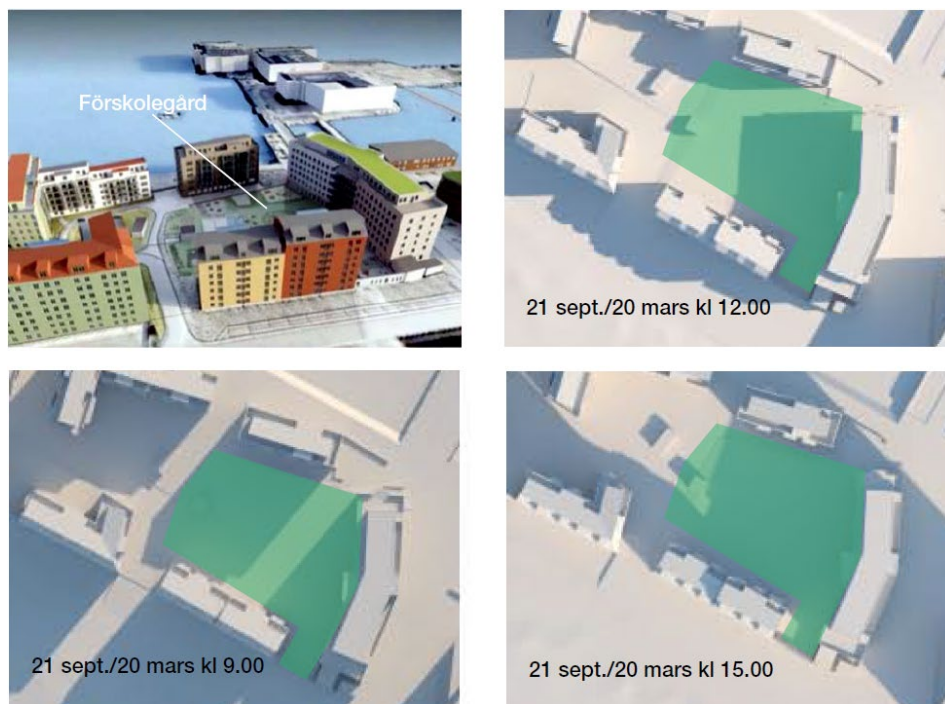 Förskolegård
21 sept./20 mars kl 12.00
21 sept./20 mars kl 9.00
21 sept./20 mars kl 15.00